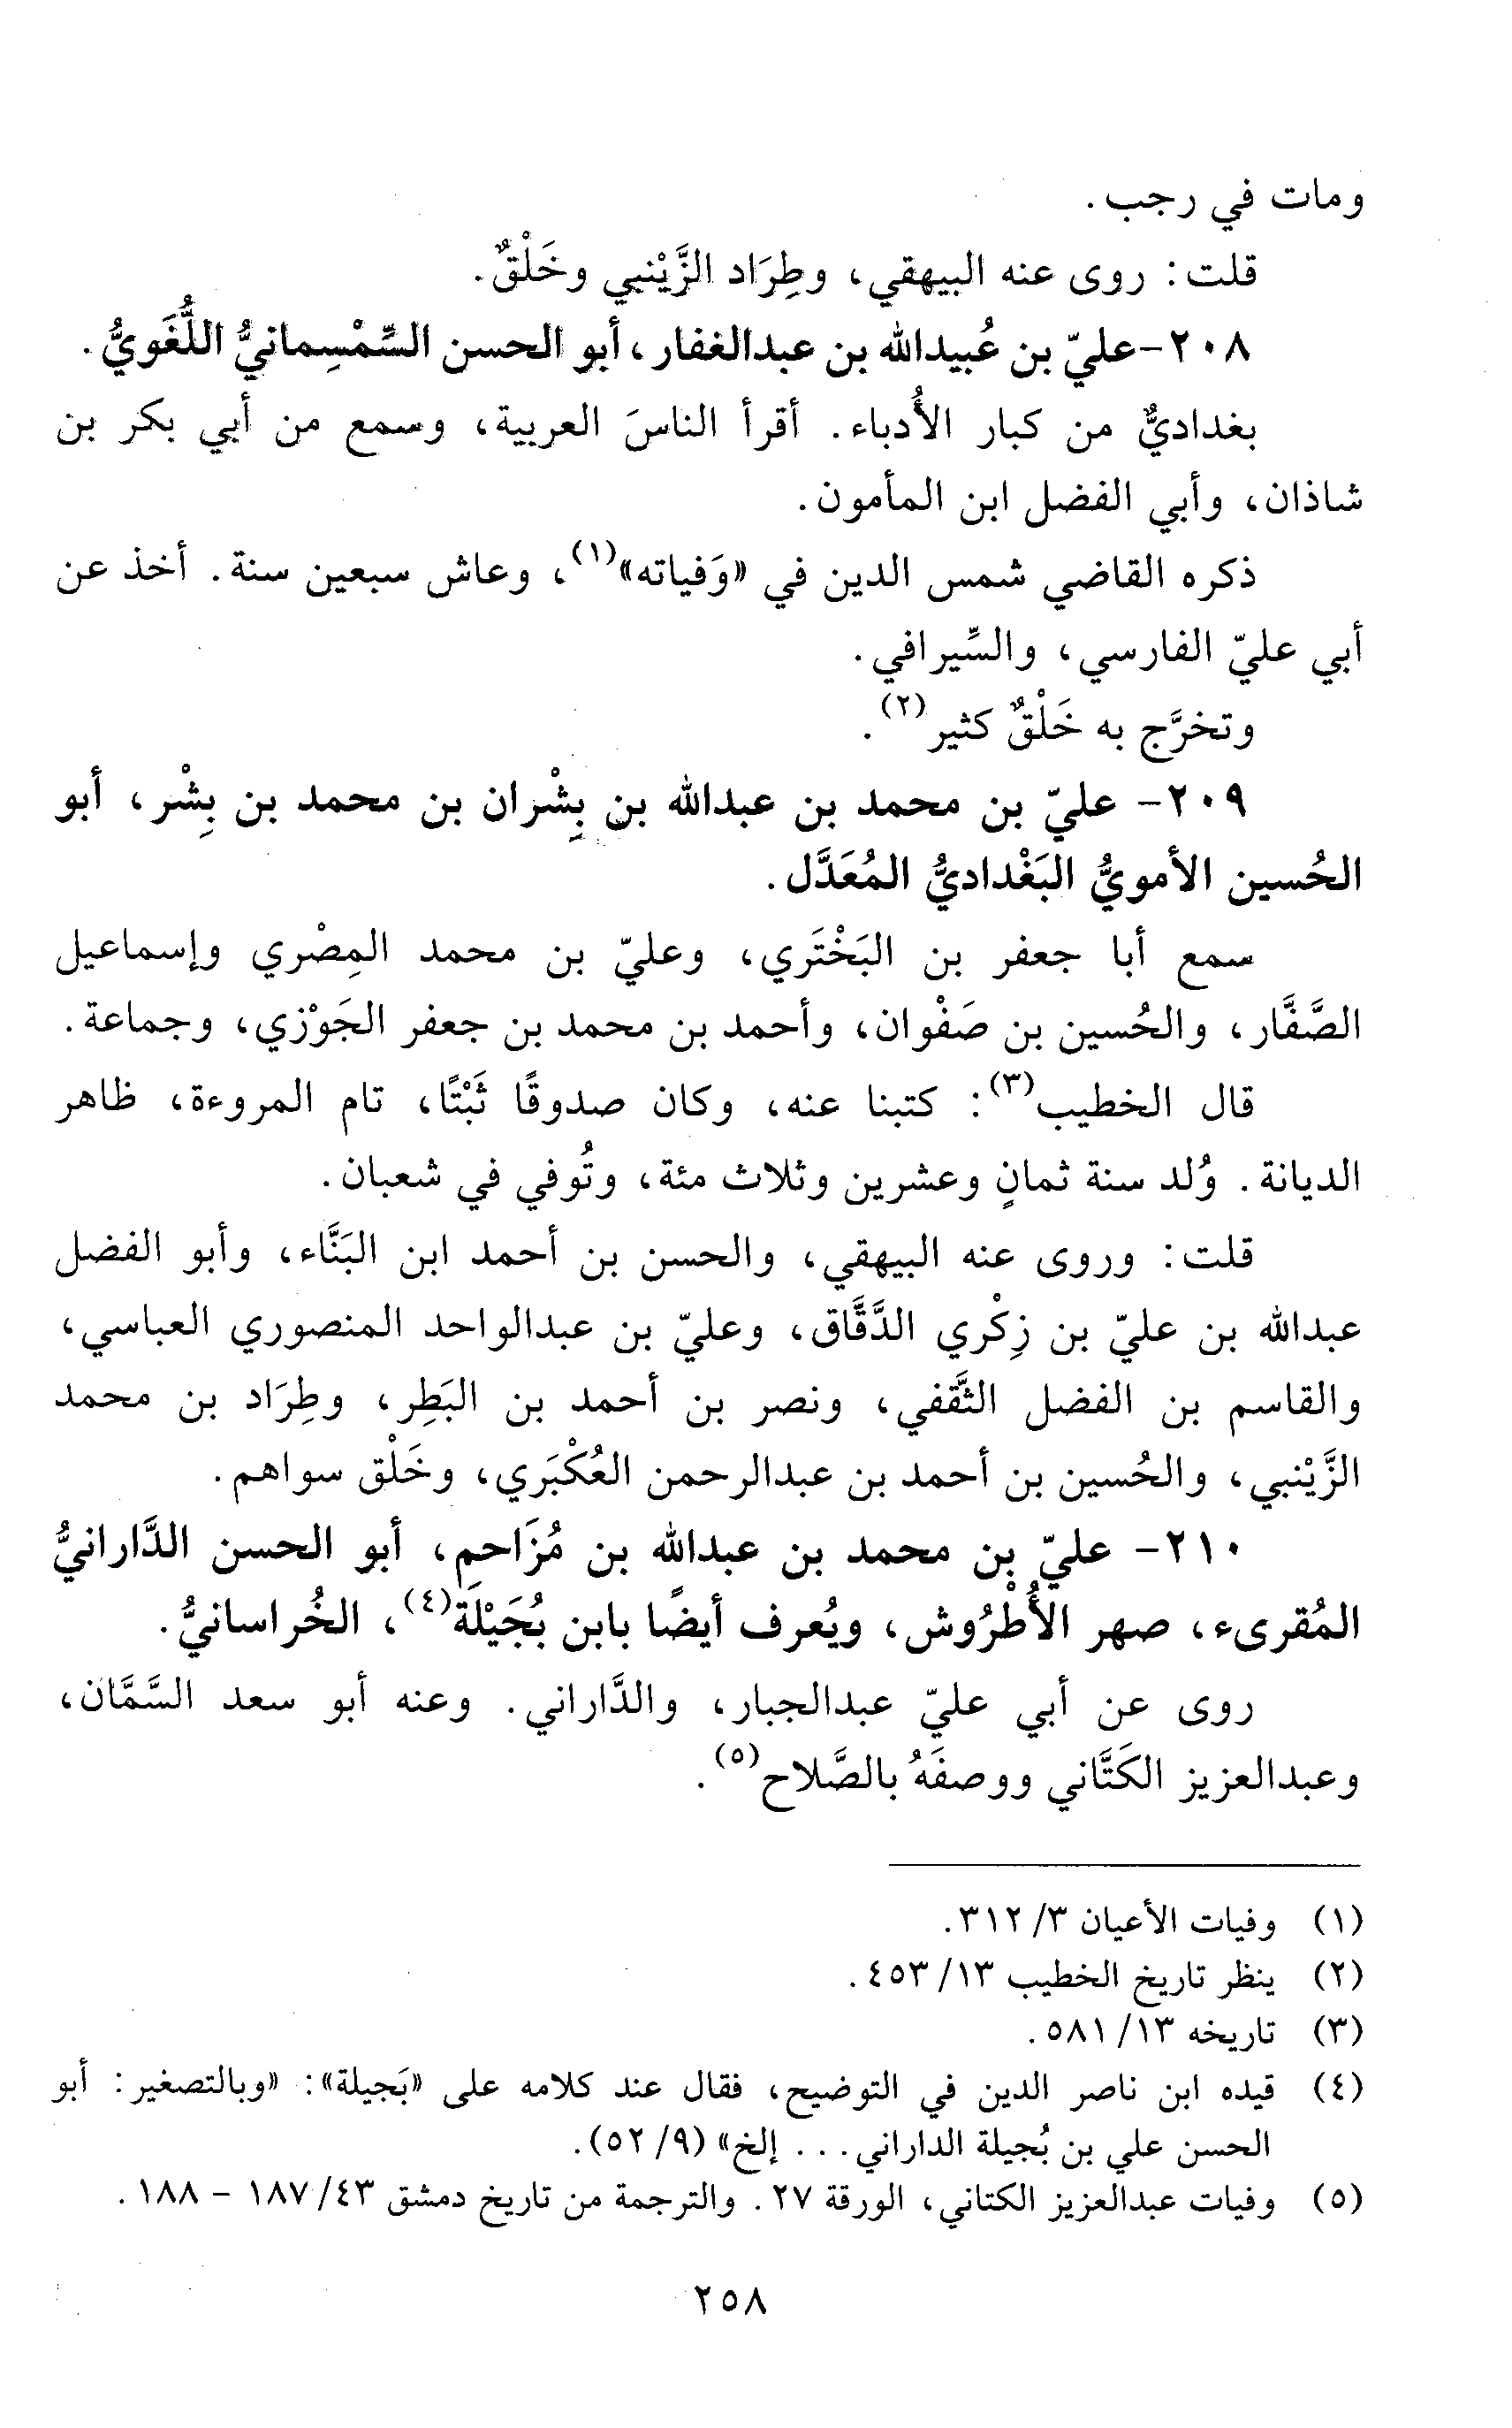 ومات في رجب.
قلت: روى عنه البيهقي، وطِرَاد الزَّيْنبي وخَلْقٌ.
٢٠٨-عليّ بن عُبيدالله بن عبدالغفار، أبو الحسن السِّمْسِمانيُّ اللُّغَويُّ.
بغداديٌّ من كبار الأُدباء. أقرأ الناسَ العربية، وسمع من أبي بكر بن
شاذان، وأبي الفضل ابن المأمون.
ذكره القاضي شمس الدين في «وَفياته»(١)، وعاش سبعين سنة. أخذ عن
أبي عليّ الفارسي، والسِّيرافي.
وتخرَّج به خَلْقٌ كثير(٢).
٢٠٩- عليّ بن محمد بن عبدالله بن بِشْران بن محمد بن بِشْر، أبو
الحُسين الأمويُّ البَغْداديُّ المُعَدَّل.
سمع أبا جعفر بن البَخْتَري، وعليّ بن محمد المِصْري وإسماعيل
الصَّفَّار، والحُسين بن صَفْوان، وأحمد بن محمد بن جعفر الجَوْزي، وجماعة.
قال الخطيب(٣): كتبنا عنه، وكان صدوقًا ثَبْتًا، تام المروءة، ظاهر
الديانة. وُلد سنة ثمانٍ وعشرين وثلاث مئة، وتُوفي في شعبان.
قلت: وروى عنه البيهقي، والحسن بن أحمد ابن البَنَّاء، وأبو الفضل
عبدالله بن عليّ بن زِكْري الدَّقَّاق، وعليّ بن عبدالواحد المنصوري العباسي،
والقاسم بن الفضل الثَّقفي، ونصر بن أحمد بن البَطِر، وطِرَاد بن محمد
الزَّيْنبي، والحُسين بن أحمد بن عبدالرحمن العُكْبَري، وخَلْق سواهم.
٢١٠- عليّ بن محمد بن عبدالله بن مُزَاحم، أبو الحسن الدَّارانيُّ
المُقرىء، صهر الأُطْرُوش، ويُعرف أيضًا بابن بُجَيْلَة(٤)، الخُراسانيُّ.
روى عن أبي عليّ عبدالجبار، والدَّاراني. وعنه أبو سعد السَّمَّان،
وعبدالعزيز الكَتَّاني ووصفَهُ بالصَّلاح(٥).
(١) وفيات الأعيان ٣/ ٣١٢.
(٢) ينظر تاريخ الخطيب ١٣/ ٤٥٣.
(٣) تاريخه ١٣/ ٥٨١.
(٤) قيده ابن ناصر الدين في التوضيح، فقال عند كلامه على «بَجيلة»: «وبالتصغير: أبو
الحسن علي بن بُجيلة الداراني... إلخ» (٩/ ٥٢).
(٥) وفيات عبدالعزيز الكتاني، الورقة ٢٧. والترجمة من تاريخ دمشق ٤٣/ ١٨٧ - ١٨٨.
٢٥٨